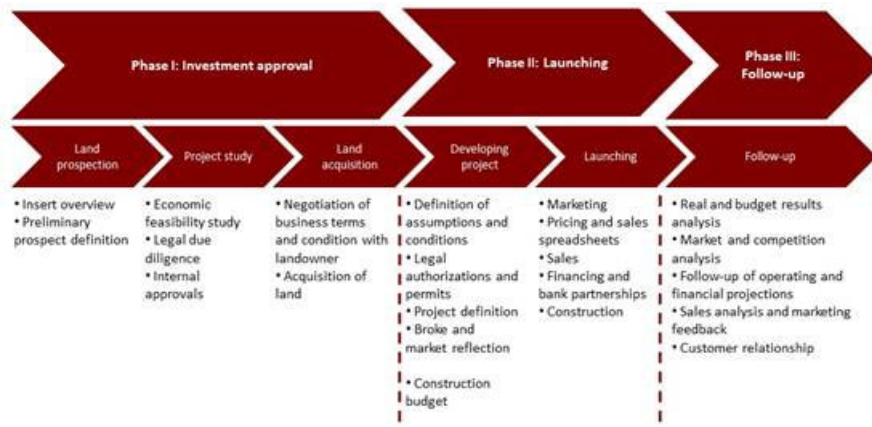 Phase I: Investment approval
Phase II: Launching
Phase III:
Follow-up
Land
prospection
Project study
Land
acquisition
Developing
project
Launching
Follow-up
• Insert overview
• Preliminary
prospect definition
• Economic
feasibility study
• Legal due
diligence
• Internal
approvals
• Negotiation of
business terms
and condition with
landowner
• Acquisition of
land
• Definition of
assumptions and
conditions
• Legal
authorizations and
permits
• Project definition
• Broke and
market reflection
• Construction
budget
• Marketing
• Pricing and sales
spreadsheets
• Sales
• Financing and
bank partnerships
• Construction
• Real and budget results
analysis
• Market and competition
analysis
• Follow-up of operating and
financial projections
• Sales analysis and marketing
feedback
• Customer relationship